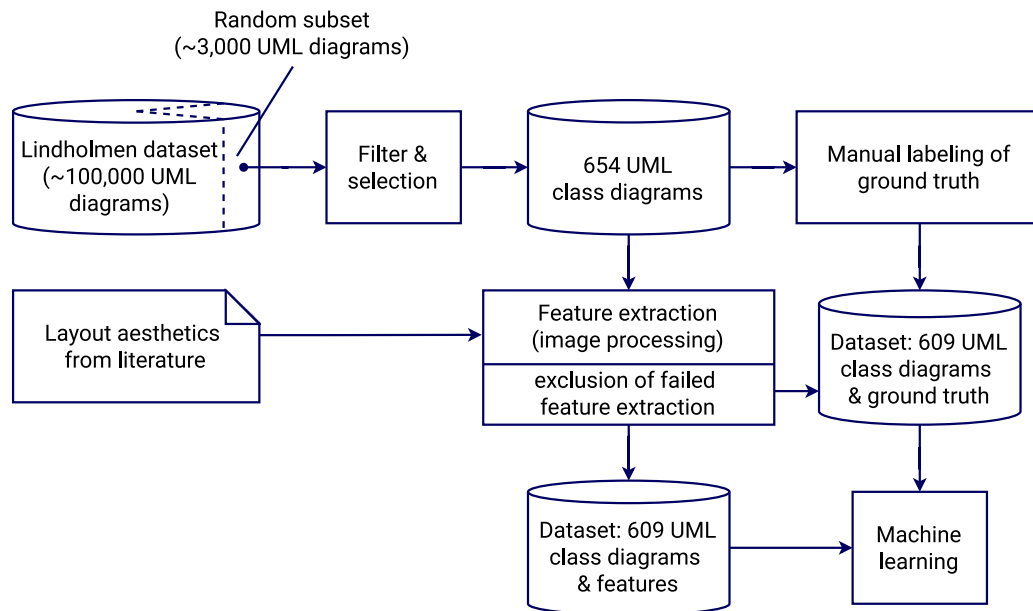 Random subset
(~3,000 UML diagrams)
Lindholmen dataset
(~100,000 UML
diagrams)
Filter &
selection
654 UML
class diagrams
Manual labeling of
ground truth
Layout aesthetics
from literature
Feature extraction
(image processing)
exclusion of failed
feature extraction
Dataset: 609 UML
class diagrams
& ground truth
Dataset: 609 UML
class diagrams
& features
Machine
learning